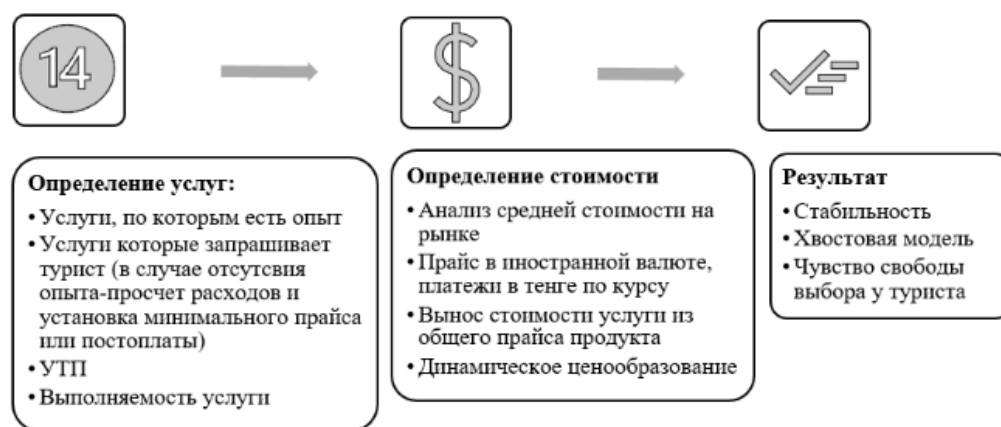 14
$
Определение услуг:
• Услуги, по которым есть опыт
• Услуги которые запрашивает
турист (в случае отсутсвия
опыта-просчет расходов и
установка минимального прайса
или постоплаты)
• УТП
• Выполняемость услуги
Определение стоимости
• Анализ средней стоимости на
рынке
• Прайс в иностранной валюте,
платежи в тенге по курсу
• Вынос стоимости услуги из
общего прайса продукта
• Динамическое ценообразование
Результат
• Стабильность
• Хвостовая модель
• Чувство свободы
выбора у туриста